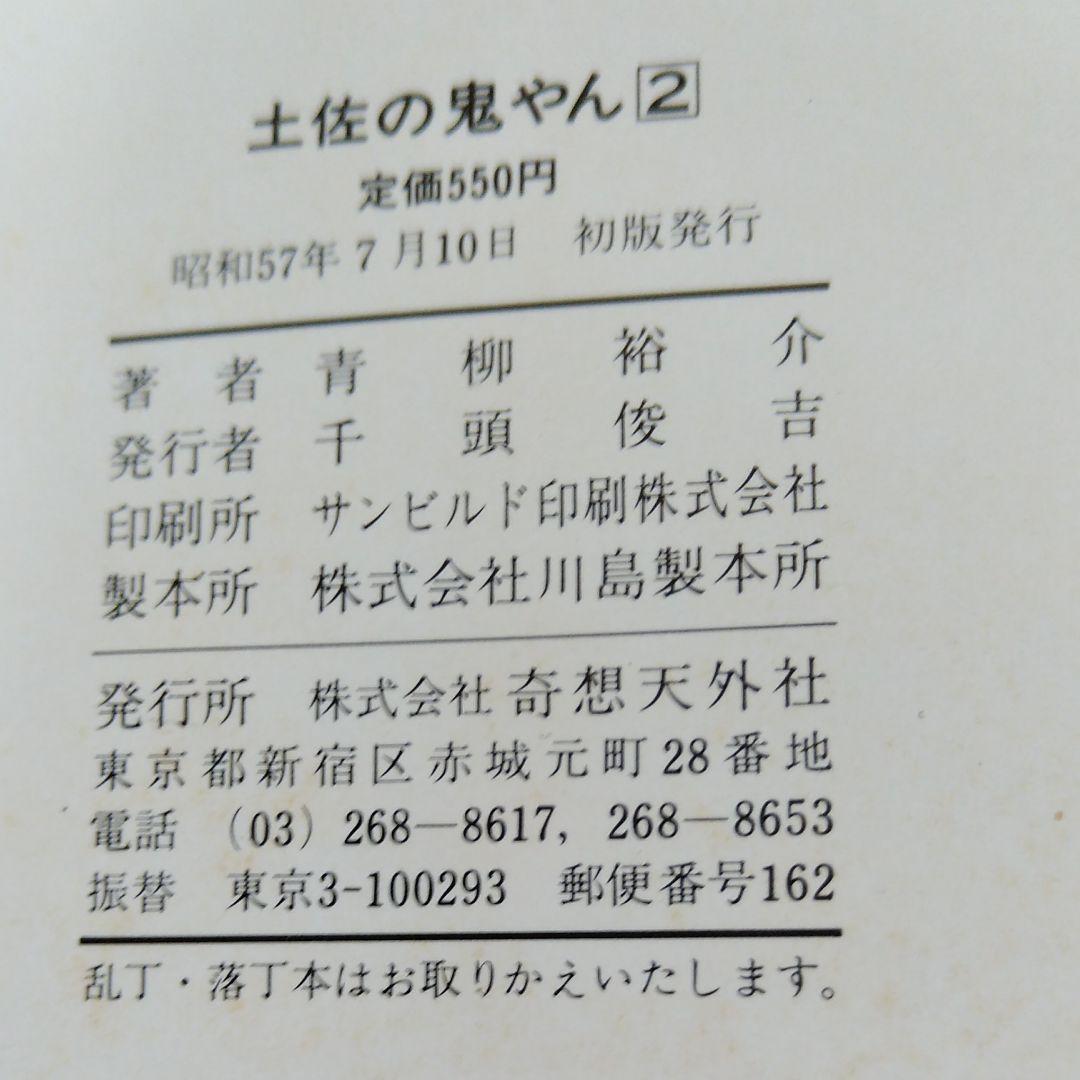 土佐の鬼やん2
定価550円
昭和57年7月10日 初版発行
著者 青柳裕介
発行者 千頭俊吉
印刷所 サンビルド印刷株式会社
製本所 株式会社川島製本所
発行所 株式会社奇想天外社
東京都新宿区赤城元町28番地
電話 (03) 268—8617, 268—8653
振替 東京3-100293 郵便番号162
乱丁・落丁本はお取りかえいたします。